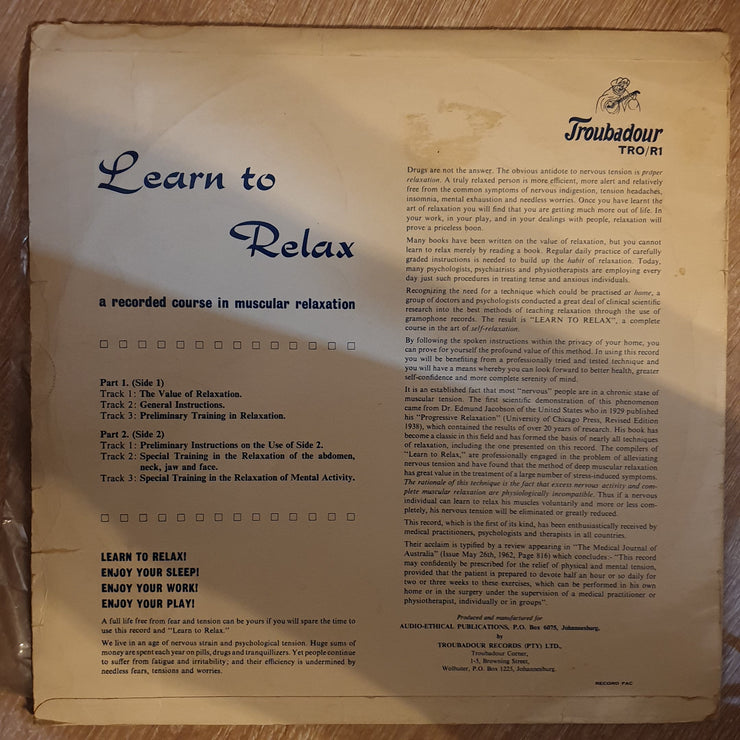 Learn to
Relax
a recorded course in muscular relaxation
Part 1. (Side 1)
Track 1: The Value of Relaxation.
Track 2: General Instructions.
Track 3: Preliminary Training in Relaxation.
Part 2. (Side 2)
Track 1: Preliminary Instructions on the Use of Side 2.
Track 2: Special Training in the Relaxation of the abdomen,
neck, jaw and face.
Track 3: Special Training in the Relaxation of Mental Activity.
LEARN TO RELAX!
ENJOY YOUR SLEEP!
ENJOY YOUR WORK!
ENJOY YOUR PLAY!
A full life free from fear and tension can be yours if you will spare the time to
use this record and "Learn to Relax."
We live in an age of nervous strain and psychological tension. Huge sums of
money are spent each year on pills, drugs and tranquillizers. Yet people continue
to suffer from fatigue and irritability; and their efficiency is undermined by
needless fears, tensions and worries.
Troubadour
TRO/R1
Drugs are not the answer. The obvious antidote to nervous tension is proper
relaxation. A truly relaxed person is more efficient, more alert and relatively
free from the common symptoms of nervous indigestion, tension headaches,
insomnia, mental exhaustion and needless worries. Once you have learnt the
art of relaxation you will find that you are getting much more out of life. In
your work, in your play, and in your dealings with people, relaxation will
prove a priceless boon.
Many books have been written on the value of relaxation, but you cannot
learn to relax merely by reading a book. Regular daily practice of carefully
graded instructions is needed to build up the habit of relaxation. Today,
many psychologists, psychiatrists and physiotherapists are employing every
day just such procedures in treating tense and anxious individuals.
Recognizing the need for a technique which could be practised at home, a
group of doctors and psychologists conducted a great deal of clinical scientific
research into the best methods of teaching relaxation through the use of
gramophone records. The result is "LEARN TO RELAX", a complete
course in the art of self-relaxation.
By following the spoken instructions within the privacy of your home, you
can prove for yourself the profound value of this method. In using this record
you will be benefiting from a professionally tried and tested technique and
you will have a means whereby you can look forward to better health, greater
self-confidence and more complete serenity of mind.
It is an established fact that most "nervous" people are in a chronic state of
muscular tension. The first scientific demonstration of this phenomenon
came from Dr. Edmund Jacobson of the United States who in 1929 published
his "Progressive Relaxation" (University of Chicago Press, Revised Edition
1938), which contained the results of over 20 years of research. His book has
become a classic in this field and has formed the basis of nearly all techniques
of relaxation, including the one presented on this record. The compilers of
"Learn to Relax," are professionally engaged in the problem of alleviating
nervous tension and have found that the method of deep muscular relaxation
has great value in the treatment of a large number of stress-induced symptoms.
The rationale of this technique is the fact that excess nervous activity and com-
plete muscular relaxation are physiologically incompatible. Thus if a nervous
individual can learn to relax his muscles voluntarily and more or less com-
pletely, his nervous tension will be eliminated or greatly reduced.
This record, which is the first of its kind, has been enthusiastically received by
medical practitioners, psychologists and therapists in all countries.
Their acclaim is typified by a review appearing in "The Medical Journal of
Australia" (Issue May 26th, 1962, Page 816) which concludes:- "This record
may confidently be prescribed for the relief of physical and mental tension,
provided that the patient is prepared to devote half an hour or so daily for
two or three weeks to these exercises, which can be performed in his own
home or in the surgery under the supervision of a medical practitioner or
physiotherapist, individually or in groups".
Produced and manufactured for
AUDIO-ETHICAL PUBLICATIONS, P.O. Box 6075, Johannesburg,
by
TROUBADOUR RECORDS (PTY) LTD.,
Troubadour Corner,
1-5, Browning Street,
Wolhuter, P.O. Box 1225, Johannesburg.
RECORD PAC